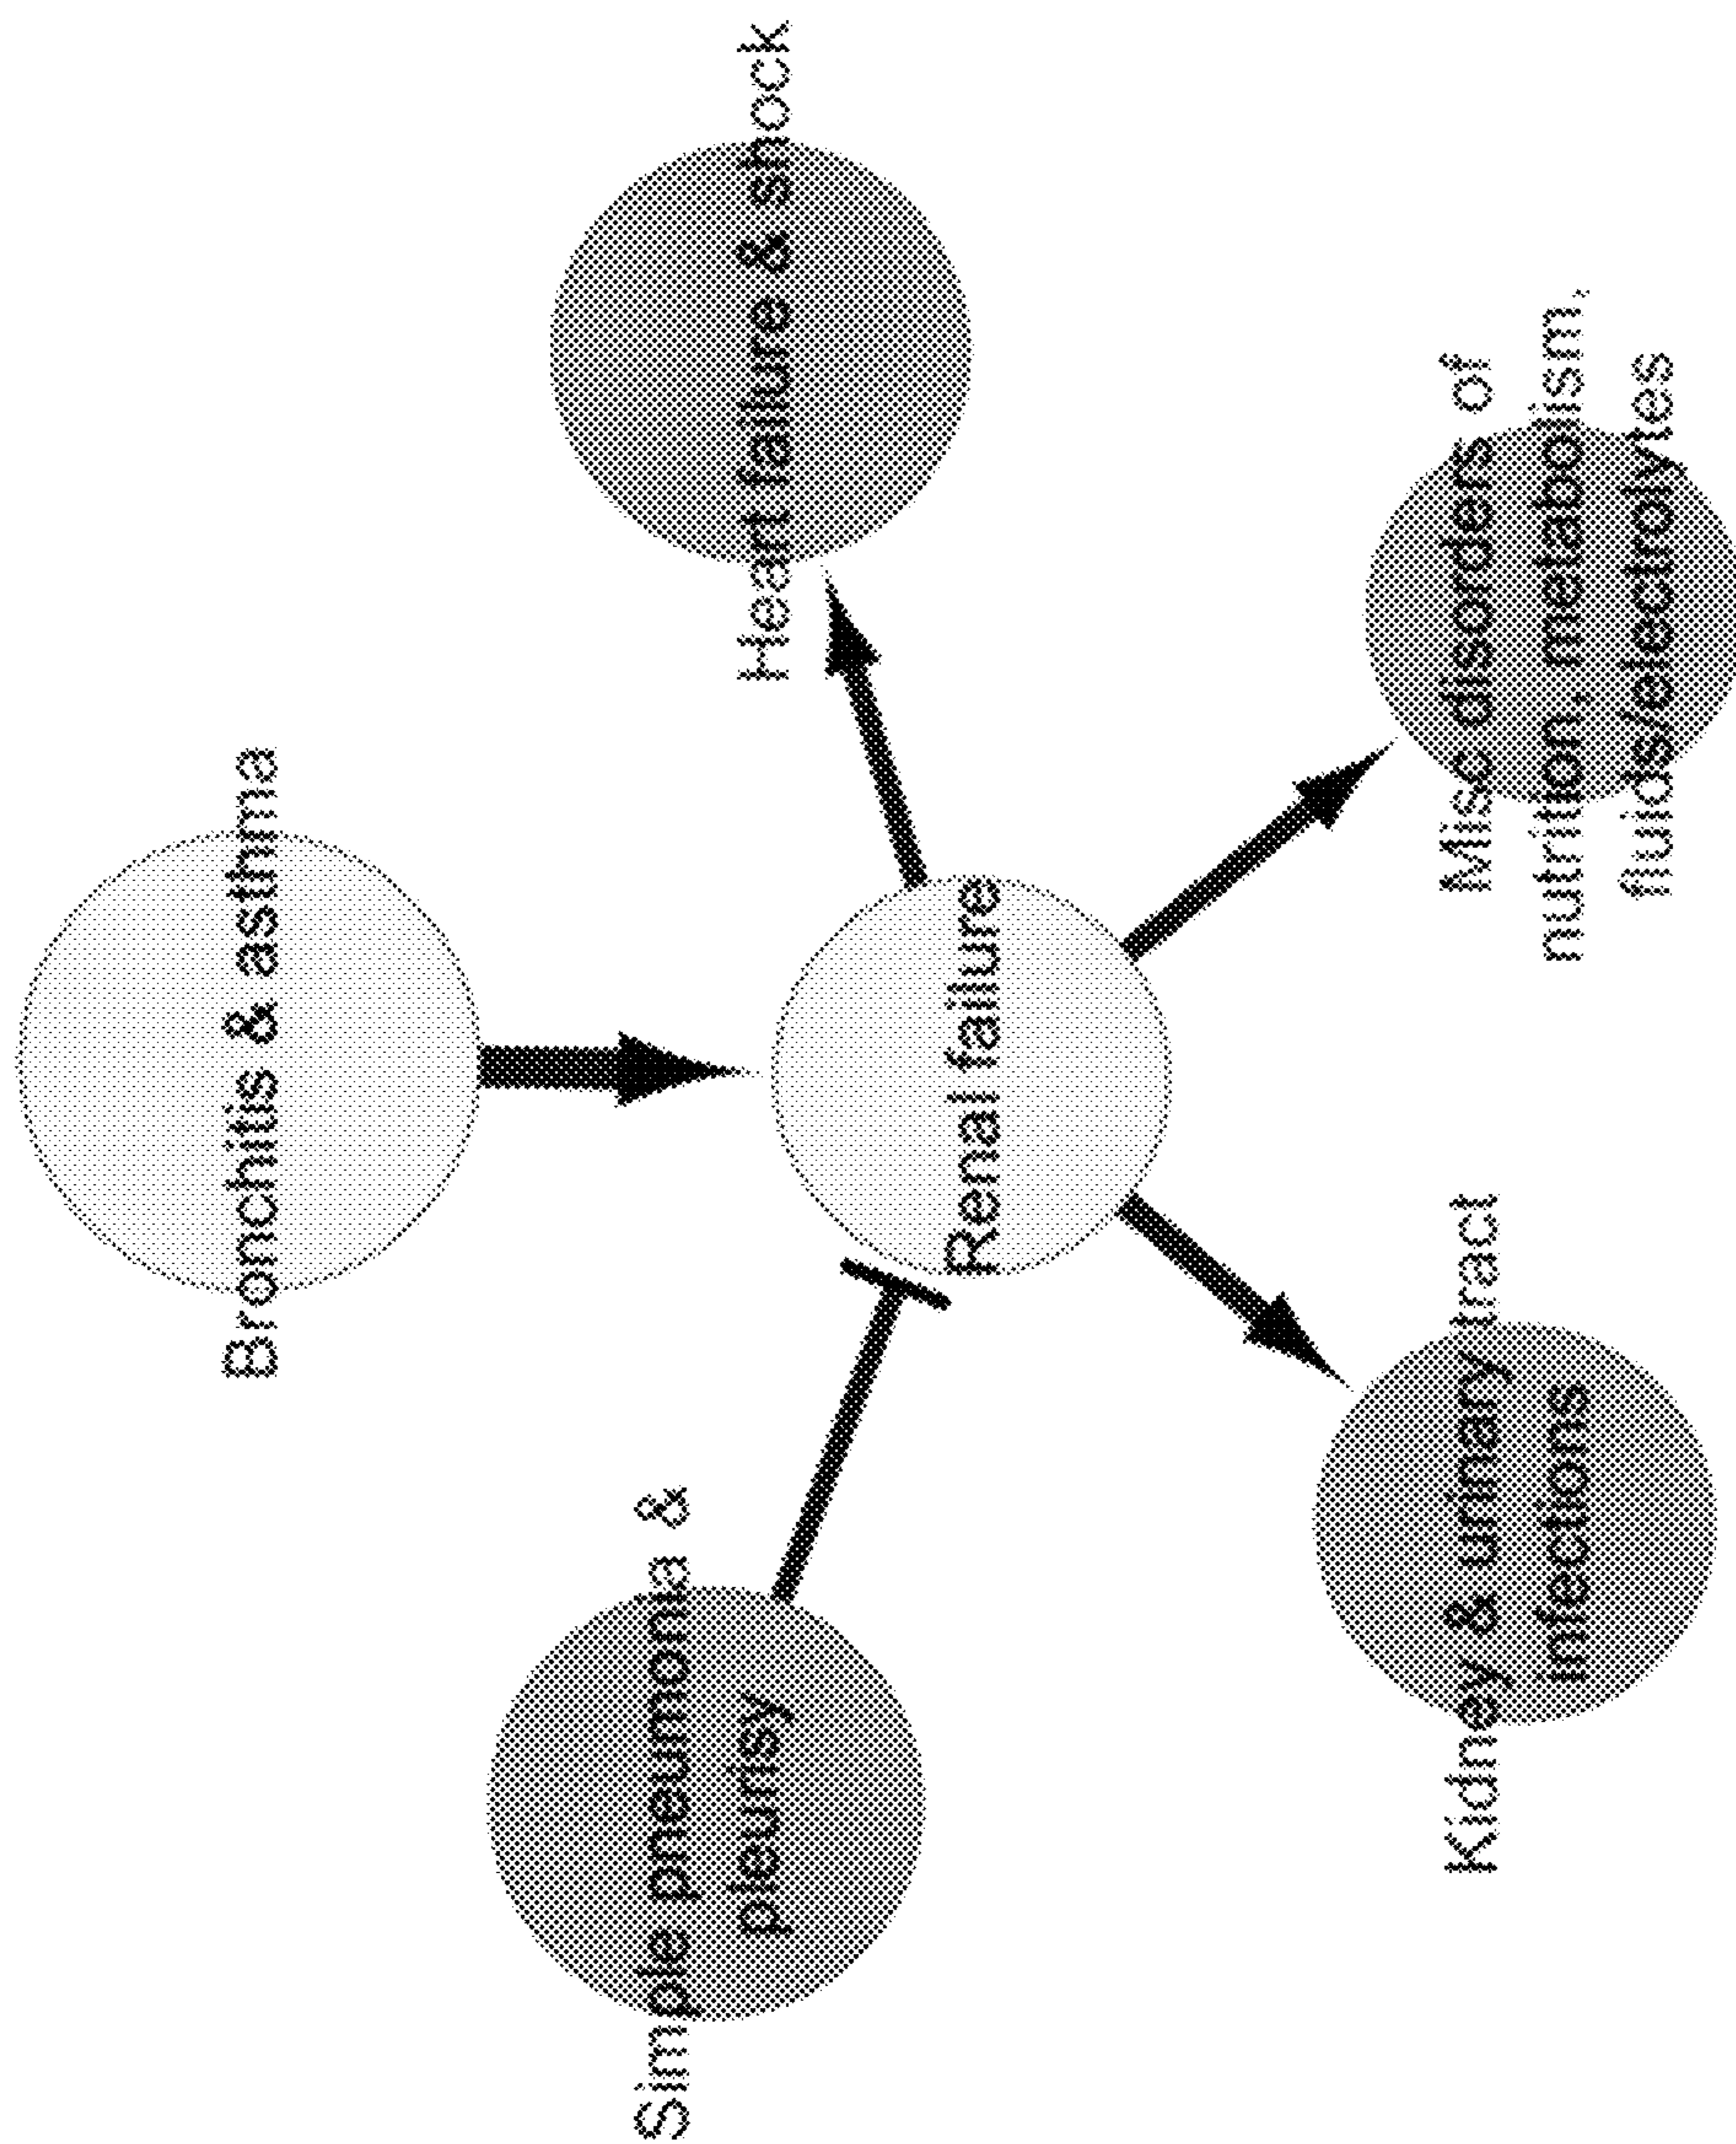 Bronchitis & asthma
Simple pneumonia &
pleurisy
Heart failure & shock
Renal failure
Kidney & urinary tract
infections
Misc disorders of
nutrition, metabolism,
fluids/electrolytes